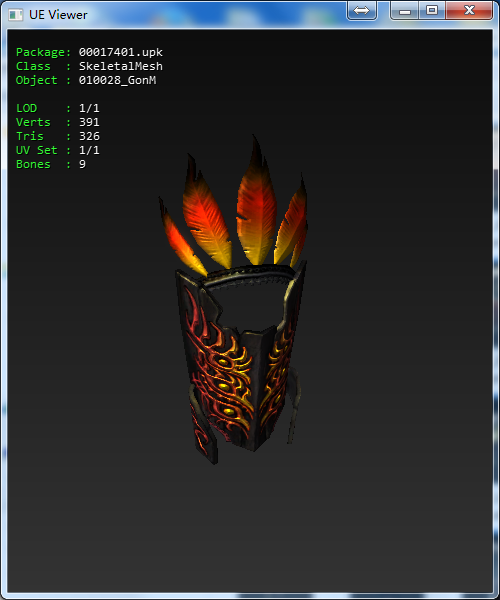 UE Viewer
Package: 00017401.upk
Class : SkeletalMesh
Object : 010028_GonM
LOD : 1/1
Verts : 391
Tris : 326
UV Set : 1/1
Bones : 9